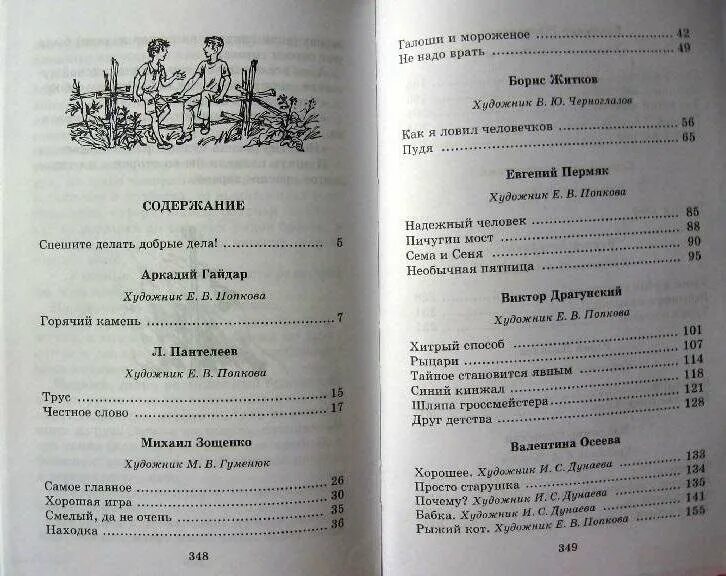 СОДЕРЖАНИЕ
Спешите делать добрые дела! 5
Аркадий Гайдар
Художник Е. В. Попкова
Горячий камень 7
Л. Пантелеев
Художник Е. В. Попкова
Трус 15
Честное слово 17
Михаил Зощенко
Художник М. В. Гуменюк
Самое главное 26
Хорошая игра 30
Смелый, да не очень 35
Находка 36
348
Галоши и мороженое 42
Не надо врать 49
Борис Житков
Художник В. Ю. Черноглазов
Как я ловил человечков 56
Пудя 65
Евгений Пермяк
Художник Е. В. Попкова
Надежный человек 85
Пичугин мост 88
Сема и Сеня 90
Необычная пятница 95
Виктор Драгунский
Художник Е. В. Попкова
Хитрый способ 101
Рыцари 107
Тайное становится явным 114
Синий кинжал 118
Шляпа гроссмейстера 121
Друг детства 128
Валентина Осеева
Хорошее. Художник И. С. Дунаева 133
Просто старушка 134
Почему? Художник И. С. Дунаева 135
Бабка. Художник И. С. Дунаева 141
Рыжий кот. Художник Е. В. Попкова 155
349